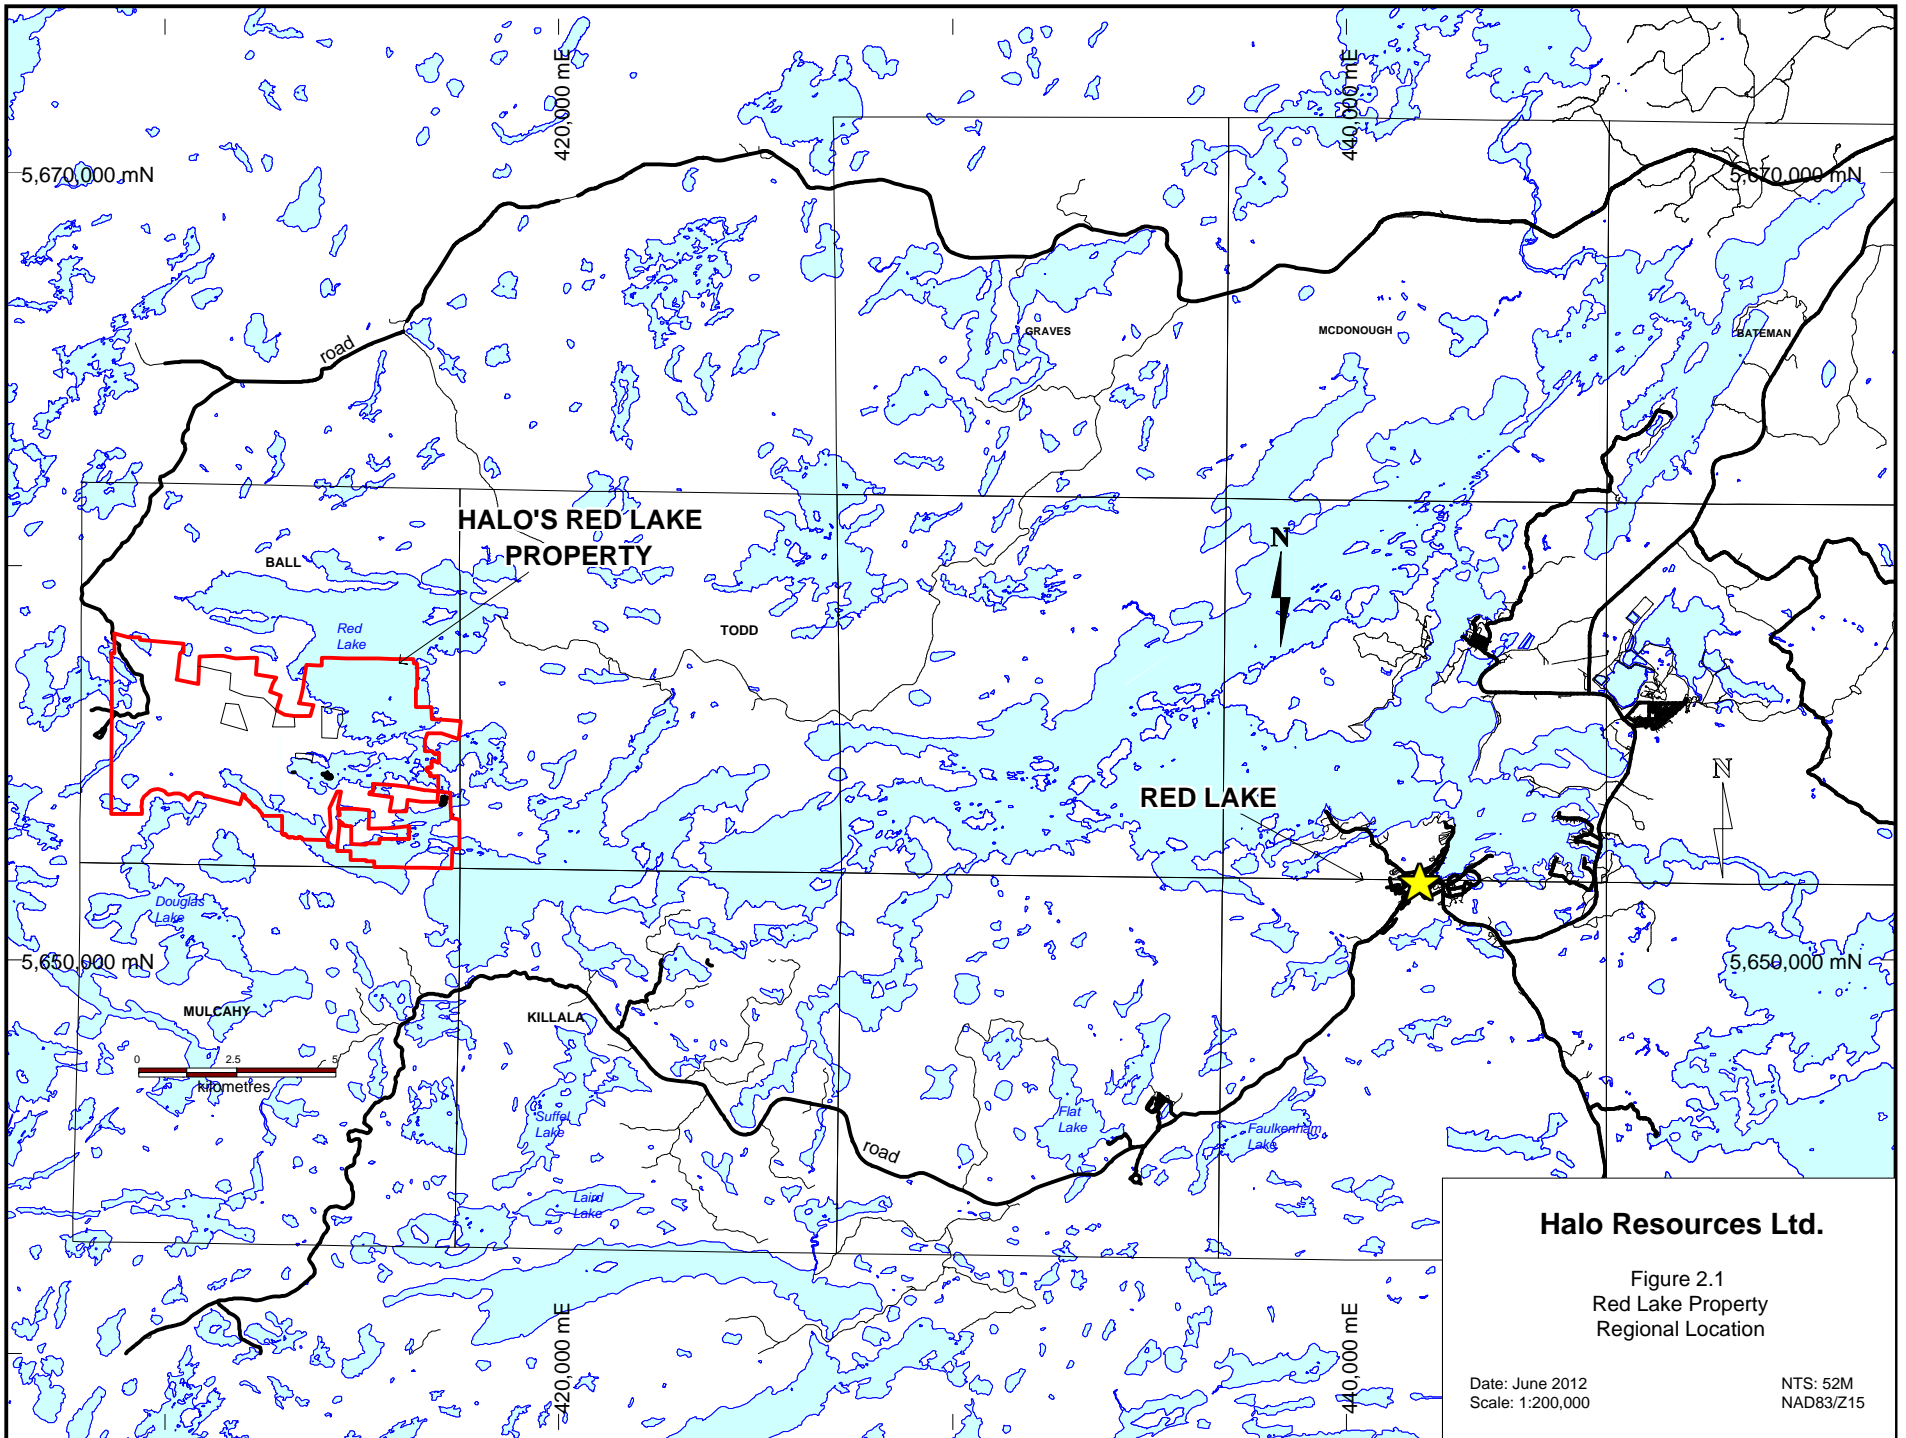 420,000 mE
440,000 mE
5,670,000 mN
5,670,000 mN
road
GRAVES
MCDONOUGH
BATEMAN
HALO'S RED LAKE
PROPERTY
BALL
N
Red
Lake
TODD
N
RED LAKE
Douglas
Lake
5,650,000 mN
5,650,000 mN
MULCAHY
KILLALA
0 2.5 5
kilometres
Suffel
Lake
Flat
Lake
Faulkenham
Lake
road
Laird
Lake
420,000 mE
440,000 mE
Halo Resources Ltd.
Figure 2.1
Red Lake Property
Regional Location
Date: June 2012
Scale: 1:200,000
NTS: 52M
NAD83/Z15